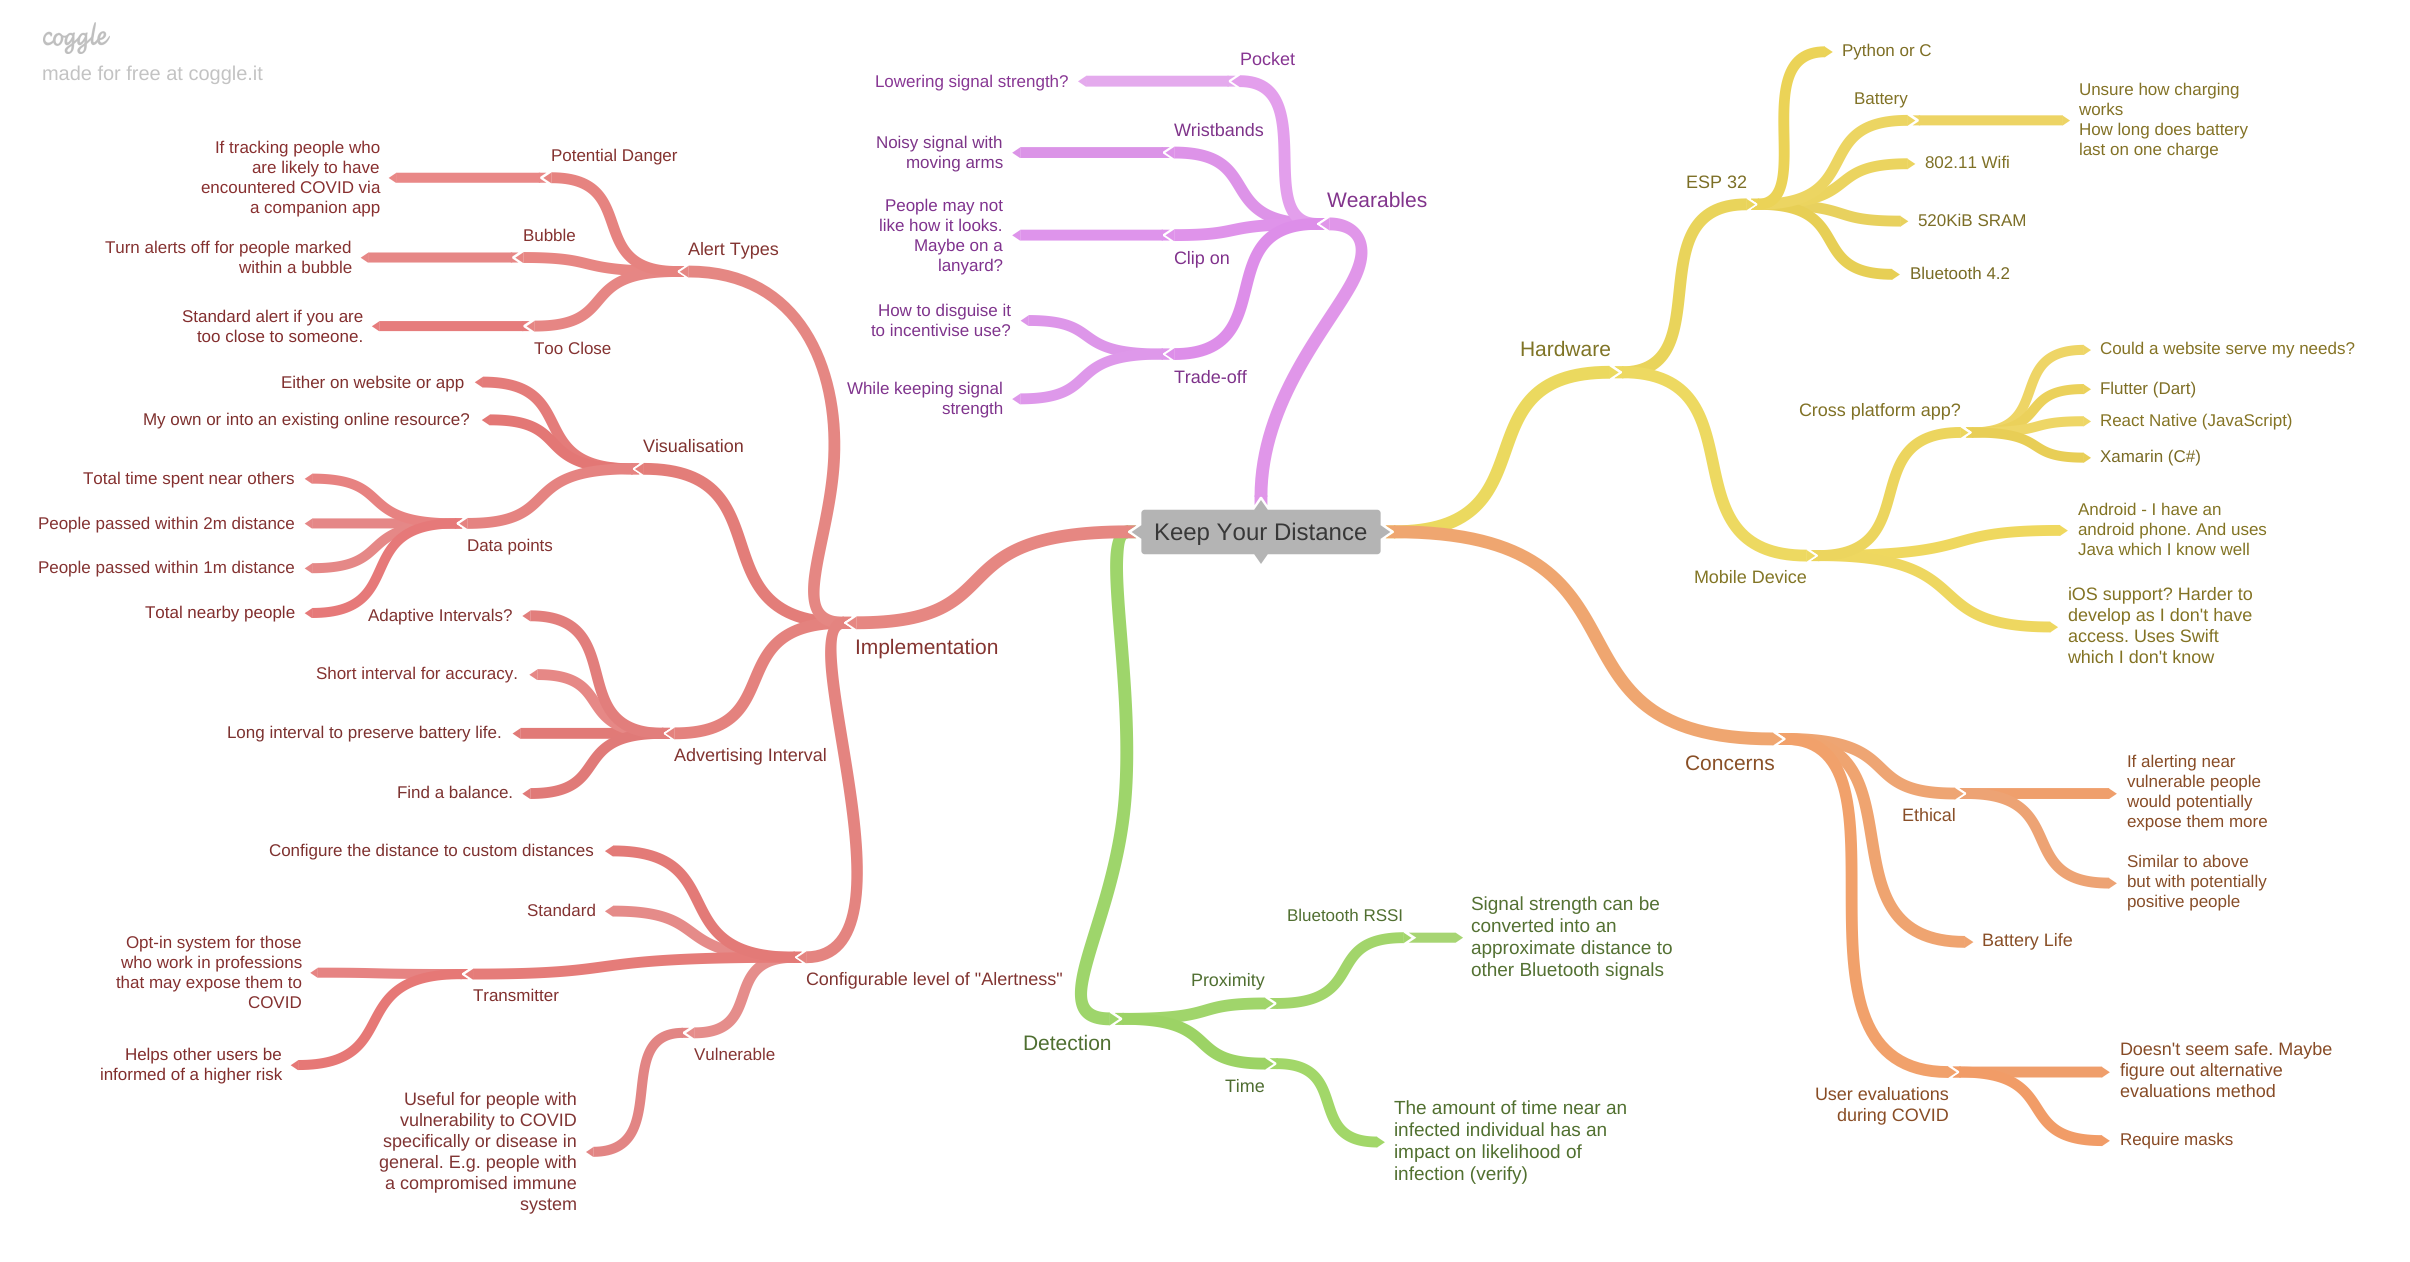 coggle
made for free at coggle.it
Keep Your Distance
Wearables
Pocket
Lowering signal strength?
Wristbands
Noisy signal with
moving arms
Clip on
People may not
like how it looks.
Maybe on a
lanyard?
Trade-off
How to disguise it
to incentivise use?
While keeping signal
strength
Hardware
ESP 32
Python or C
Battery
Unsure how charging
works
How long does battery
last on one charge
802.11 Wifi
520KiB SRAM
Bluetooth 4.2
Mobile Device
Cross platform app?
Could a website serve my needs?
Flutter (Dart)
React Native (JavaScript)
Xamarin (C#)
Android - I have an
android phone. And uses
Java which I know well
iOS support? Harder to
develop as I don't have
access. Uses Swift
which I don't know
Concerns
Ethical
If alerting near
vulnerable people
would potentially
expose them more
Similar to above
but with potentially
positive people
Battery Life
User evaluations
during COVID
Doesn't seem safe. Maybe
figure out alternative
evaluations method
Require masks
Detection
Proximity
Bluetooth RSSI
Signal strength can be
converted into an
approximate distance to
other Bluetooth signals
Time
The amount of time near an
infected individual has an
impact on likelihood of
infection (verify)
Implementation
Alert Types
Potential Danger
If tracking people who
are likely to have
encountered COVID via
a companion app
Bubble
Turn alerts off for people marked
within a bubble
Too Close
Standard alert if you are
too close to someone.
Visualisation
Either on website or app
My own or into an existing online resource?
Data points
Total time spent near others
People passed within 2m distance
People passed within 1m distance
Total nearby people
Advertising Interval
Adaptive Intervals?
Short interval for accuracy.
Long interval to preserve battery life.
Find a balance.
Configurable level of "Alertness"
Configure the distance to custom distances
Standard
Transmitter
Opt-in system for those
who work in professions
that may expose them to
COVID
Helps other users be
informed of a higher risk
Vulnerable
Useful for people with
vulnerability to COVID
specifically or disease in
general. E.g. people with
a compromised immune
system